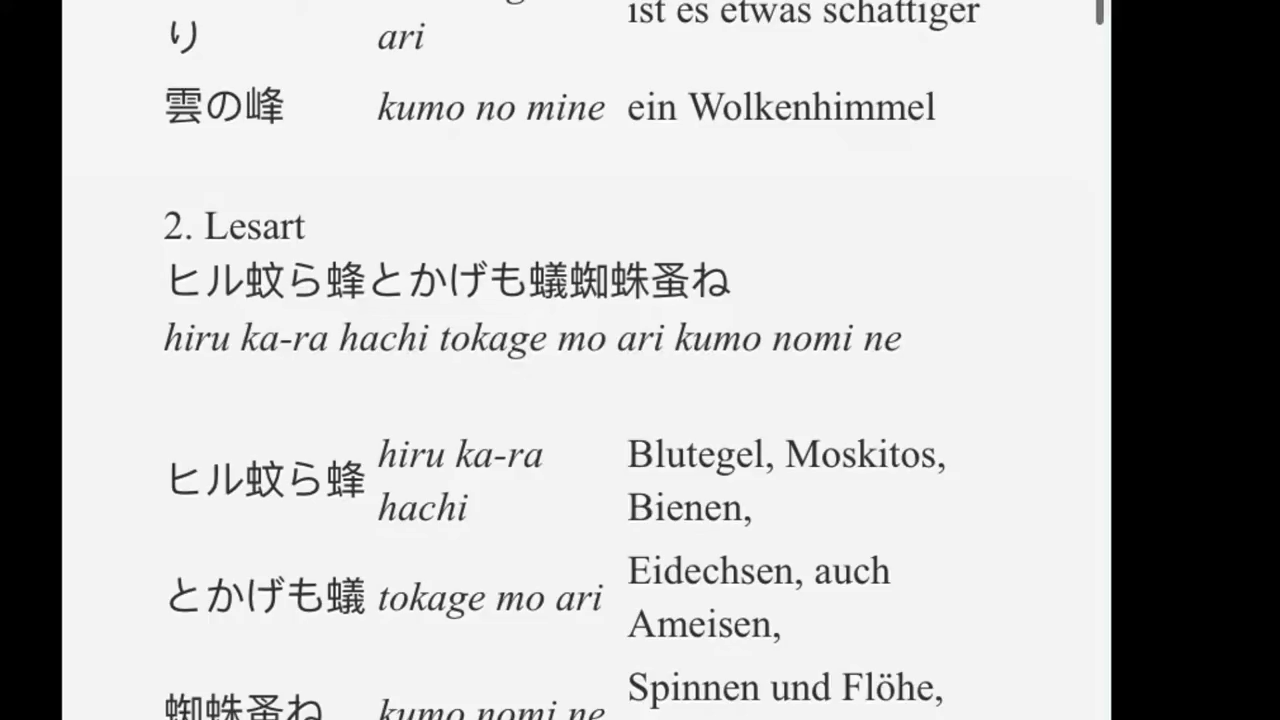 ist es etwas schattiger
り ari
雲の峰 kumo no mine ein Wolkenhimmel
2. Lesart
ヒル蚊ら蜂とかげも蟻蜘蛛蚤ね
hiru ka-ra hachi tokage mo ari kumo nomi ne
ヒル蚊ら蜂 hiru ka-ra hachi Blutegel, Moskitos, Bienen,
とかげも蟻 tokage mo ari Eidechsen, auch Ameisen,
蜘蛛蚤ね kumo nomi ne Spinnen und Flöhe,